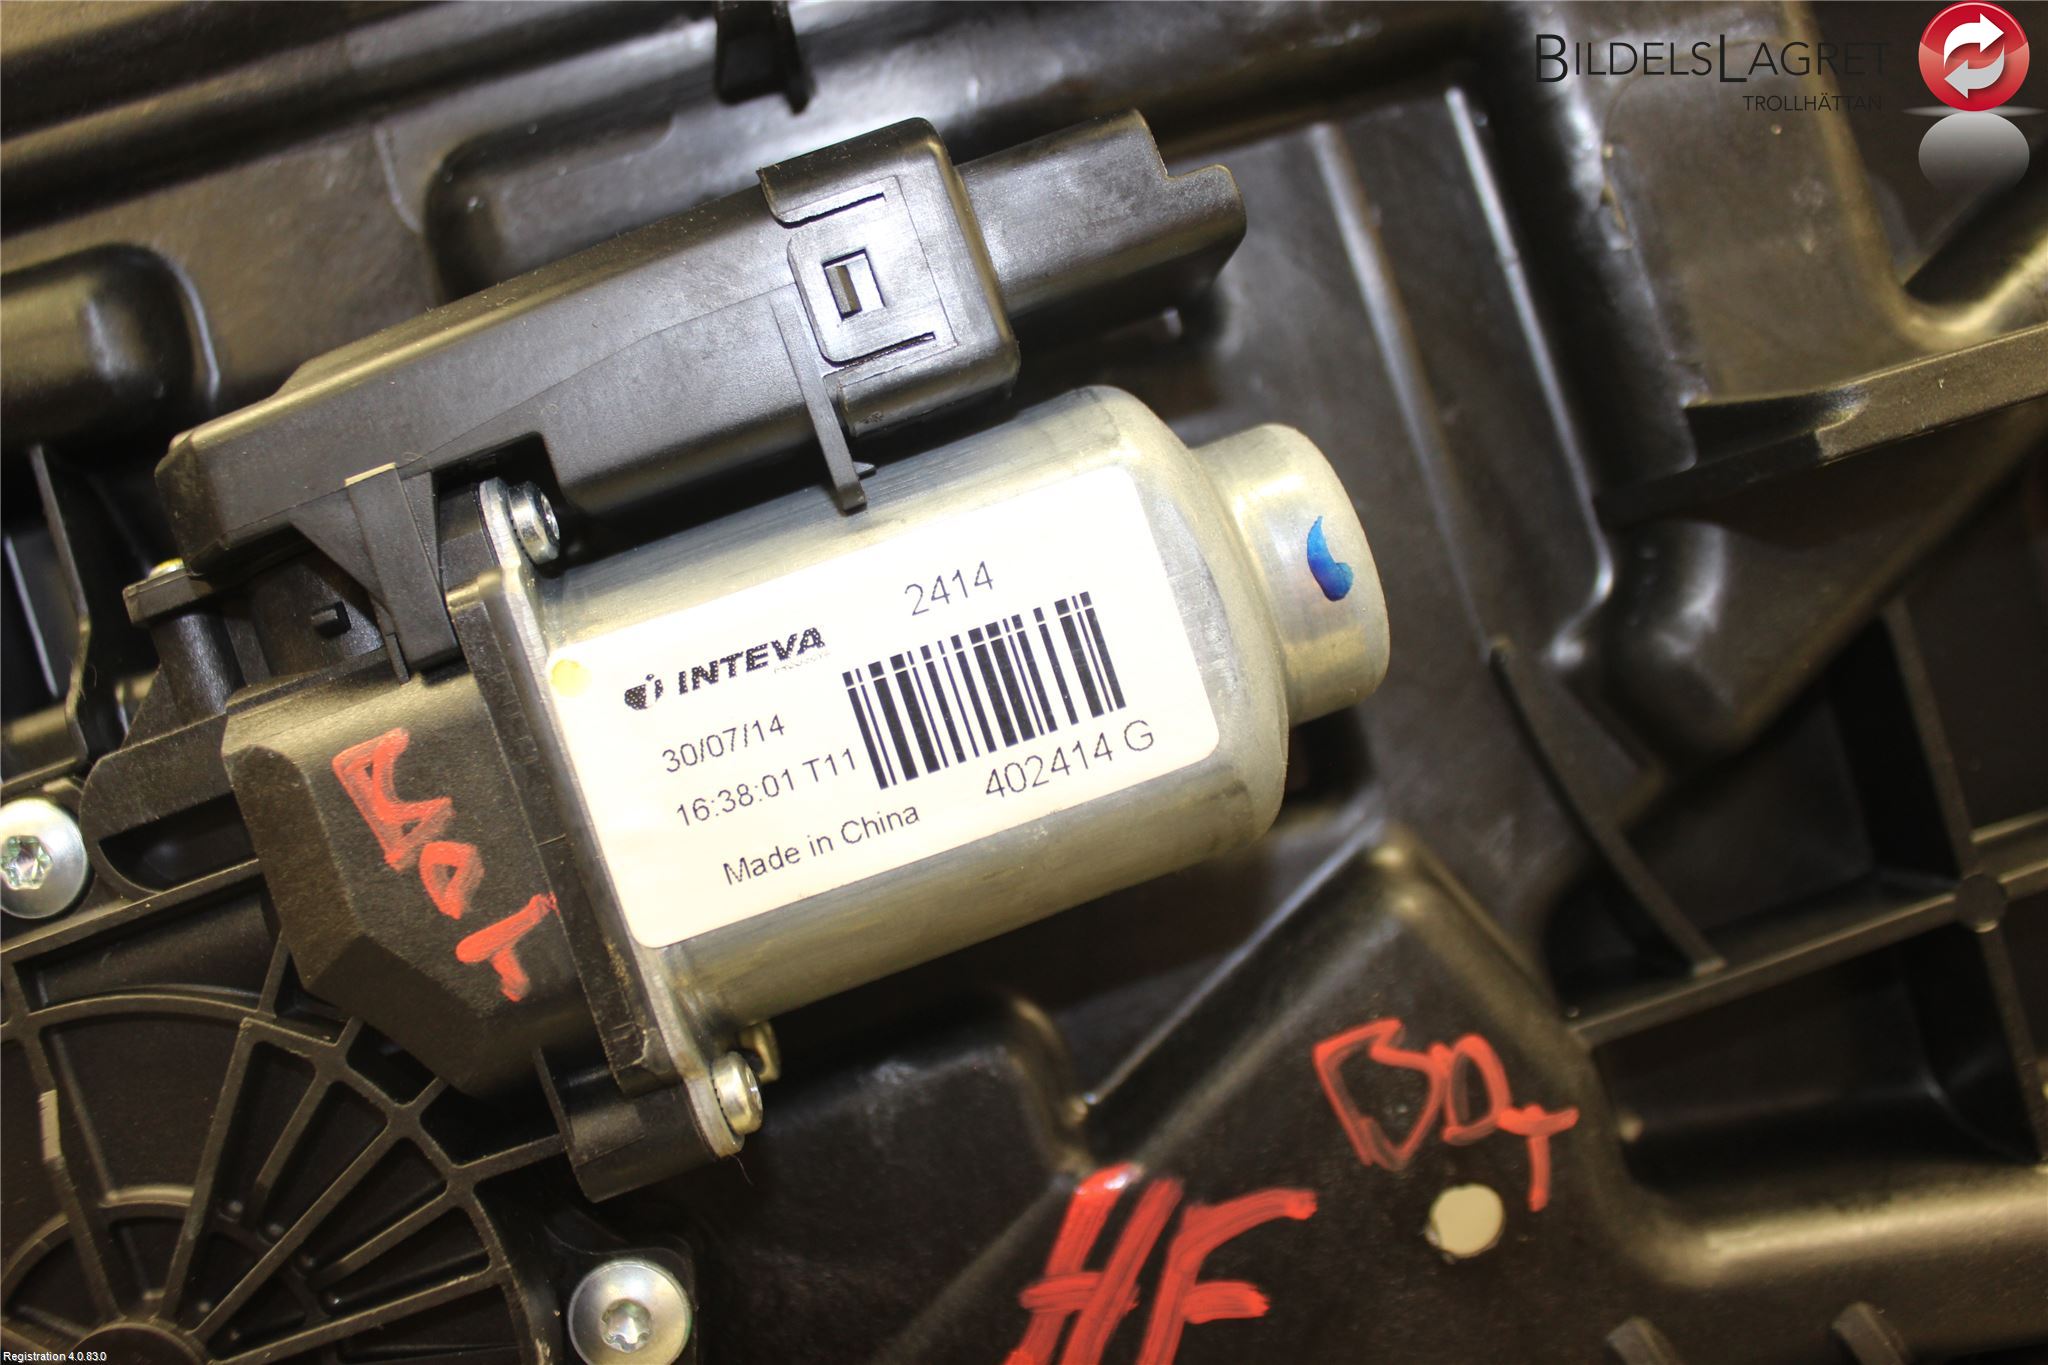 BILDELSLAGRET
TROLLHÄTTAN
2414
INTEVA
PRODUCTS
30/07/14
16:38:01 T11
402414 G
Made in China
HF
Registration 4.0.83.0